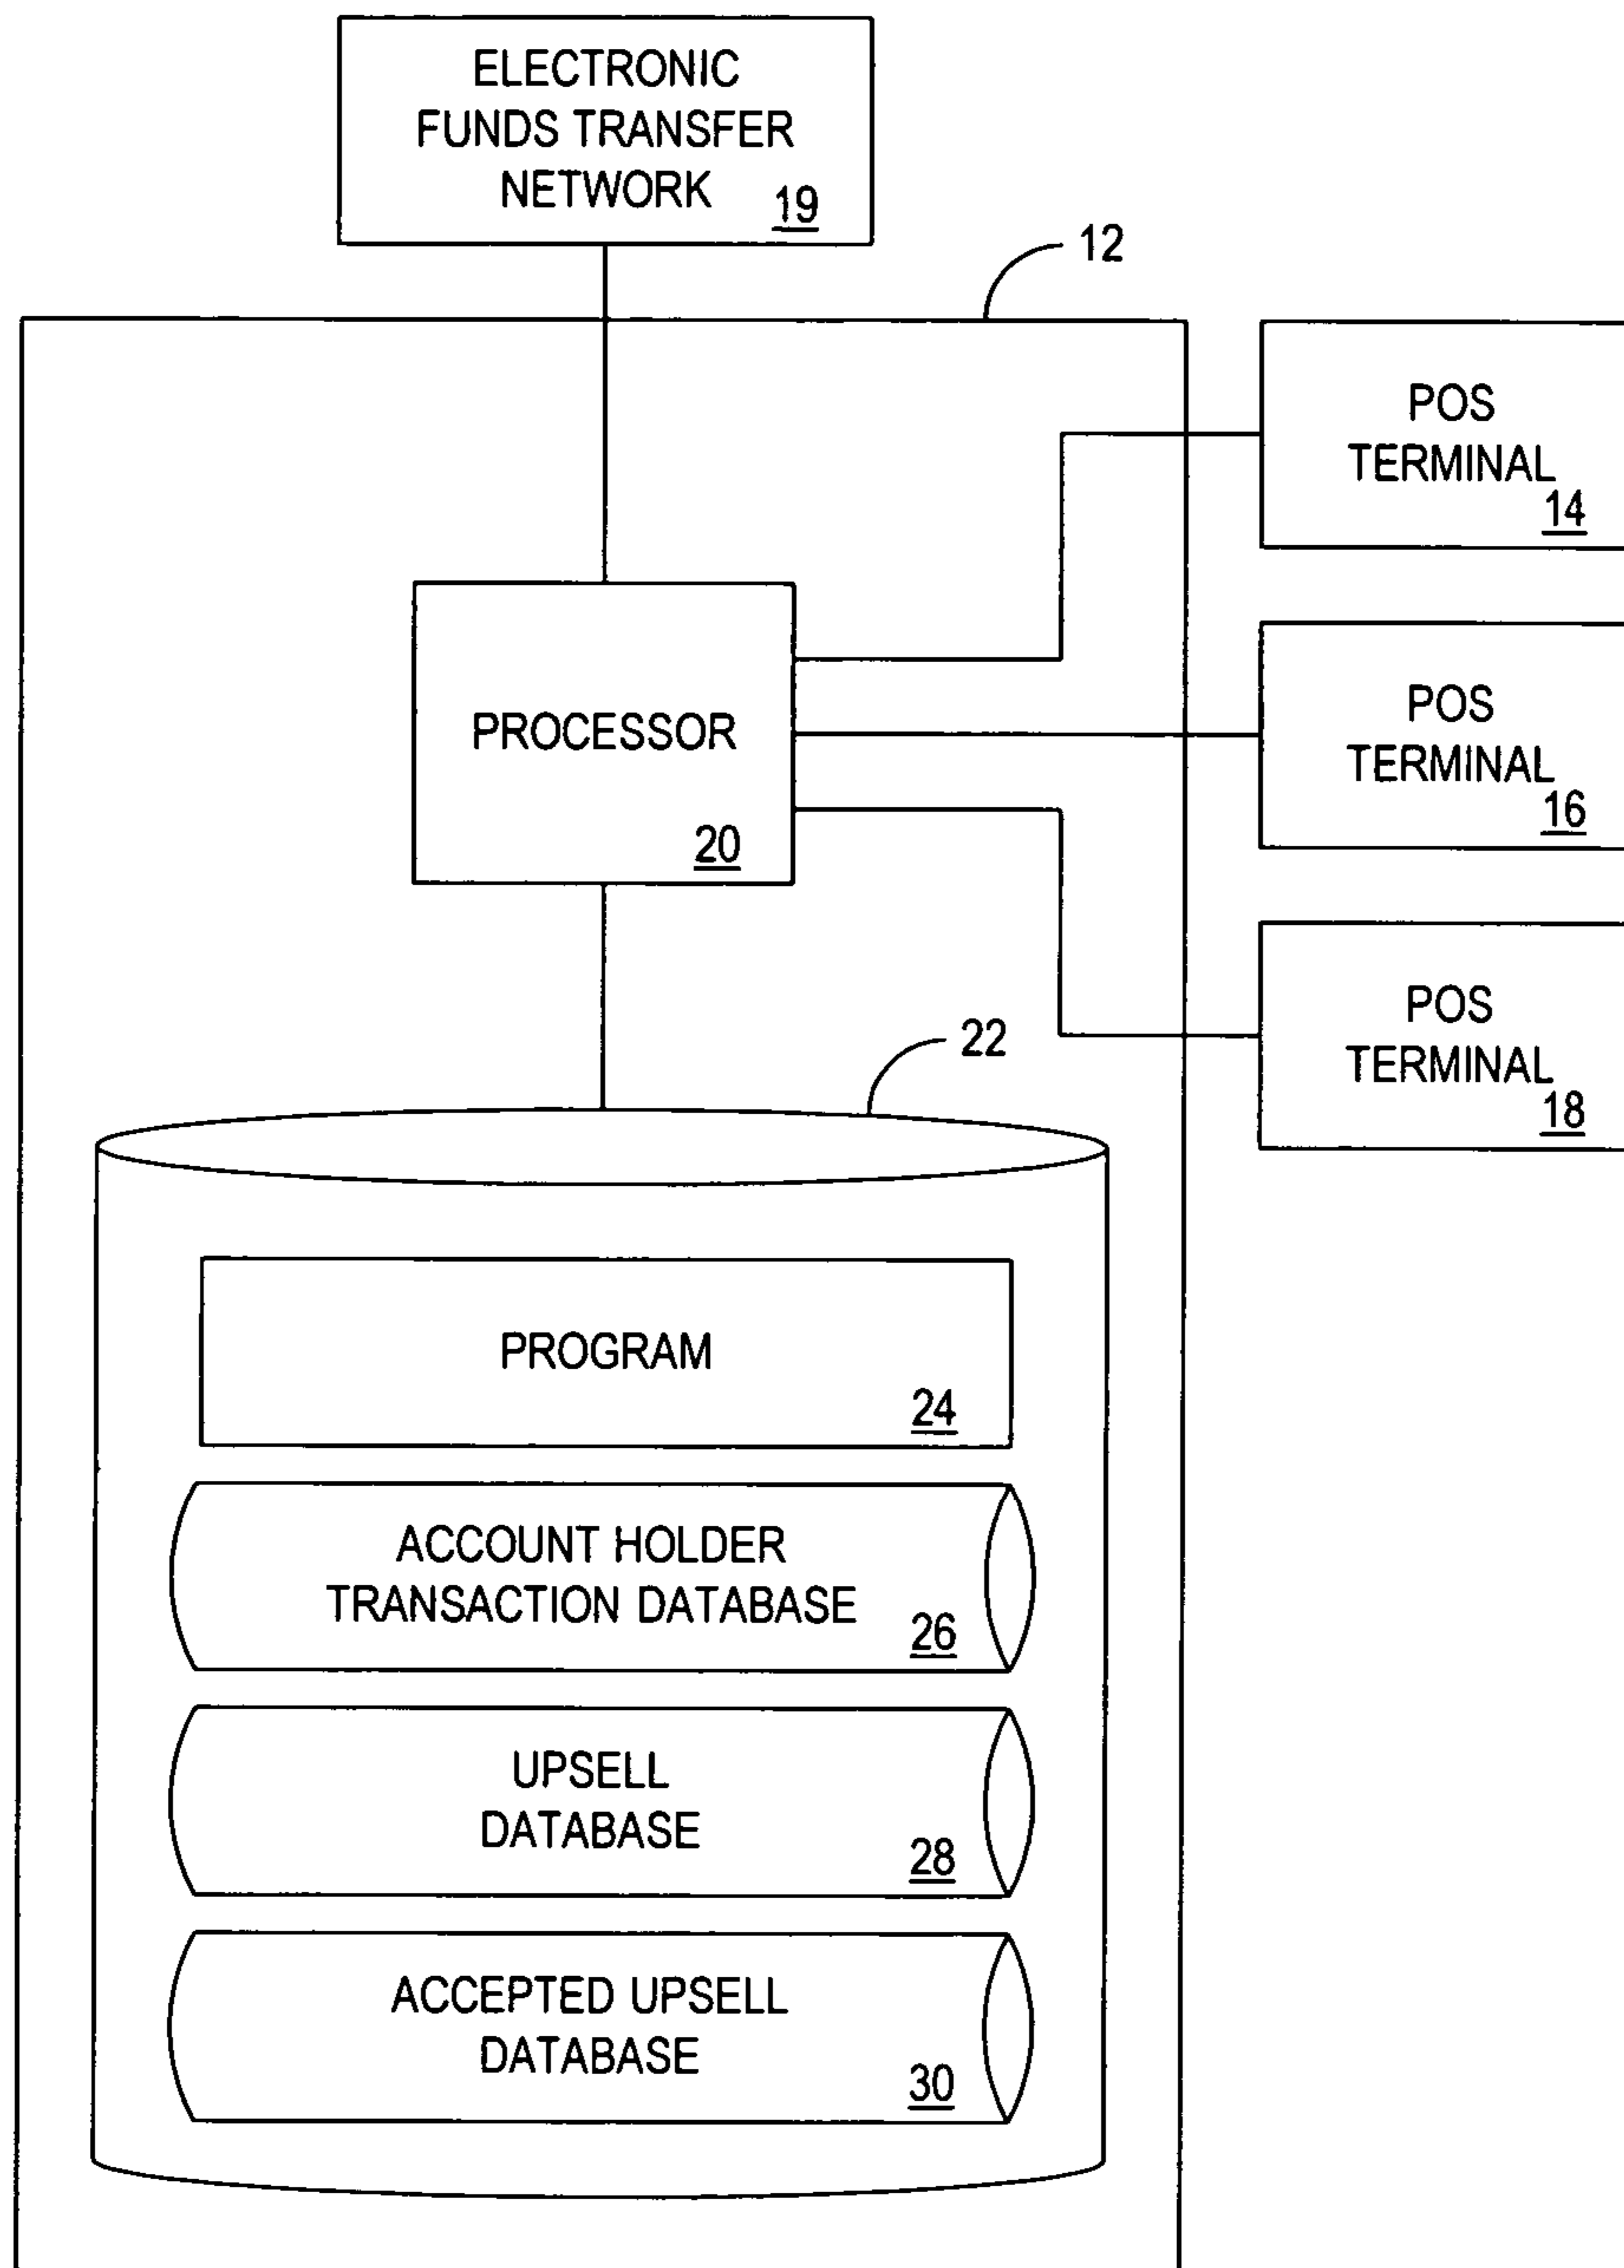 ELECTRONIC
FUNDS TRANSFER
NETWORK 19
12
POS
TERMINAL
14
PROCESSOR
20
POS
TERMINAL
16
POS
TERMINAL
18
22
PROGRAM
24
ACCOUNT HOLDER
TRANSACTION DATABASE
26
UPSELL
DATABASE
28
ACCEPTED UPSELL
DATABASE
30